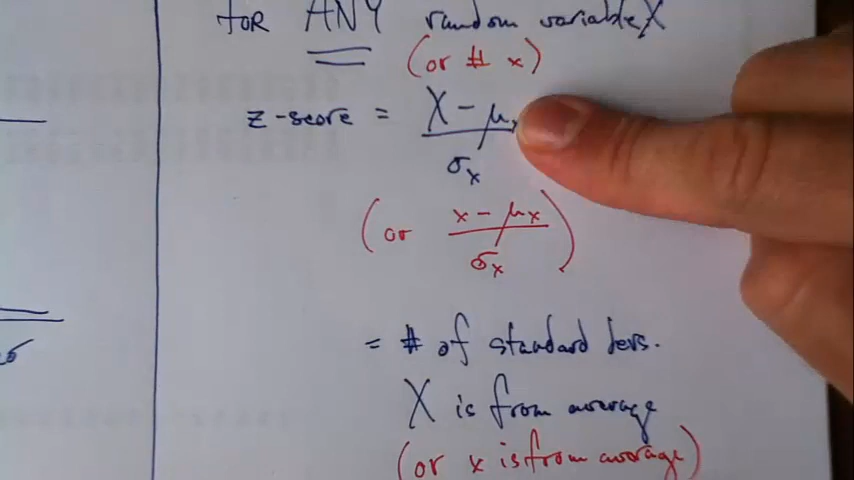 for ANY random variable X
(or # x)
z-score = X - μ
σx
(or x - μx
σx)
= # of standard devs.
X is from average
(or x is from average)
σ